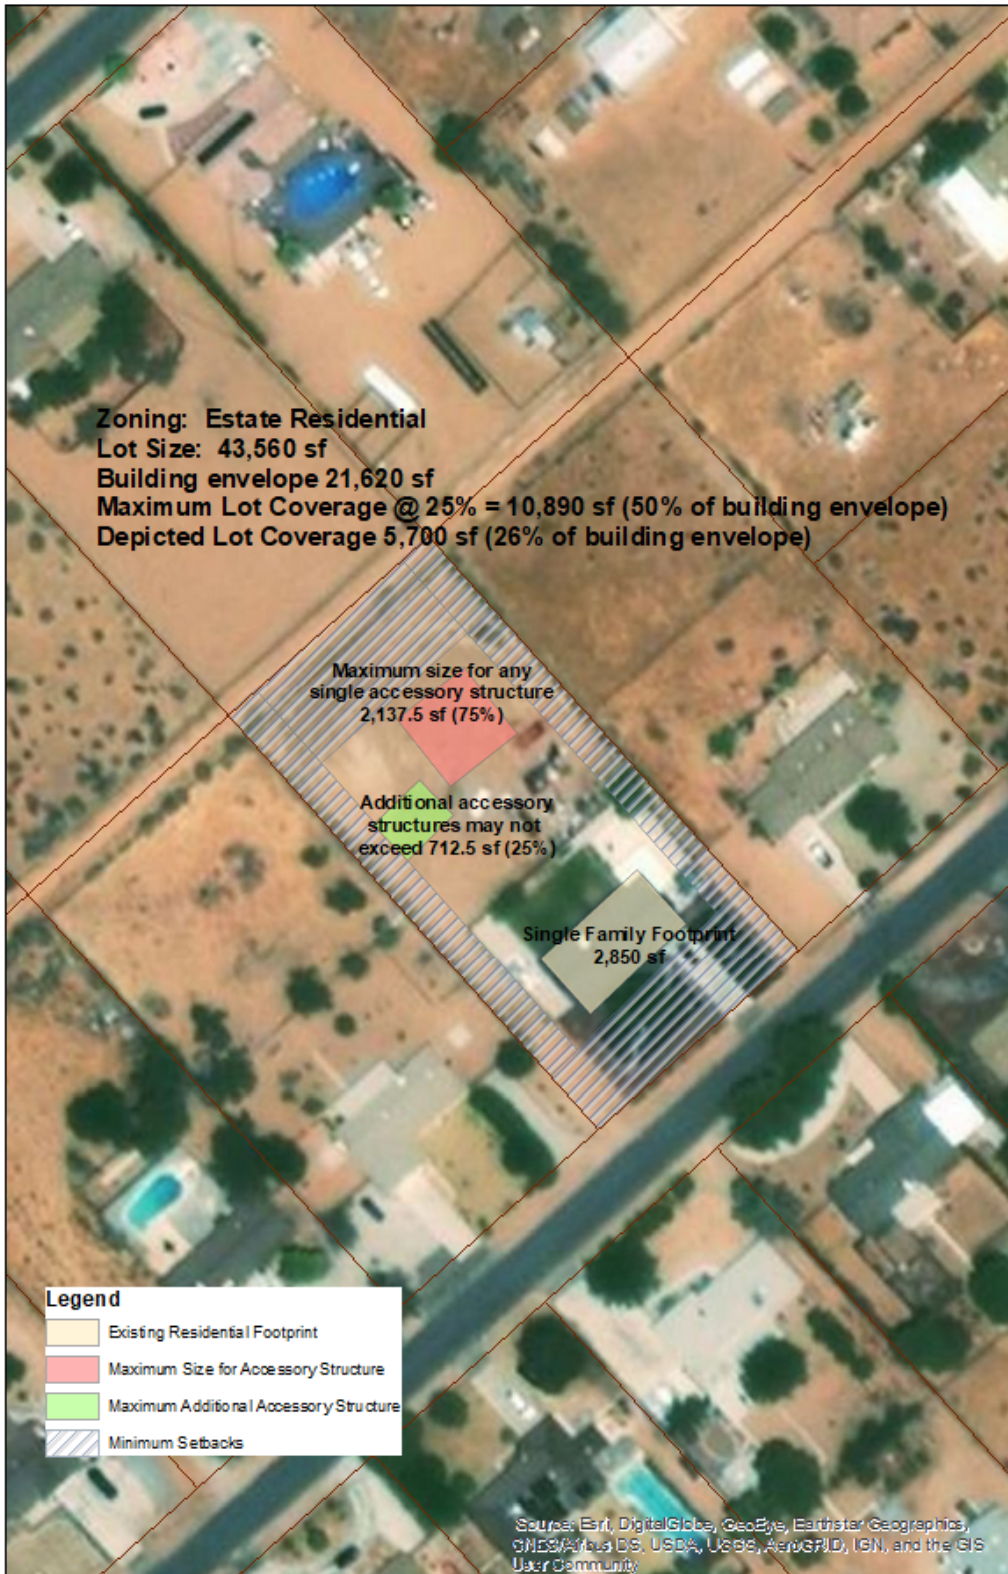 Zoning: Estate Residential
Lot Size: 43,560 sf
Building envelope 21,620 sf
Maximum Lot Coverage @ 25% = 10,890 sf (50% of building envelope)
Depicted Lot Coverage 5,700 sf (26% of building envelope)
Maximum size for any
single accessory structure
2,137.5 sf (75%)
Additional accessory
structures may not
exceed 712.5 sf (25%)
Single Family Footprint
2,850 sf
Legend
Existing Residential Footprint
Maximum Size for Accessory Structure
Maximum Additional Accessory Structure
Minimum Setbacks
Source: Esri, DigitalGlobe, GeoEye, Earthstar Geographics,
CNES/Airbus DS, USDA, USGS, AeroGRID, IGN, and the GIS
User Community